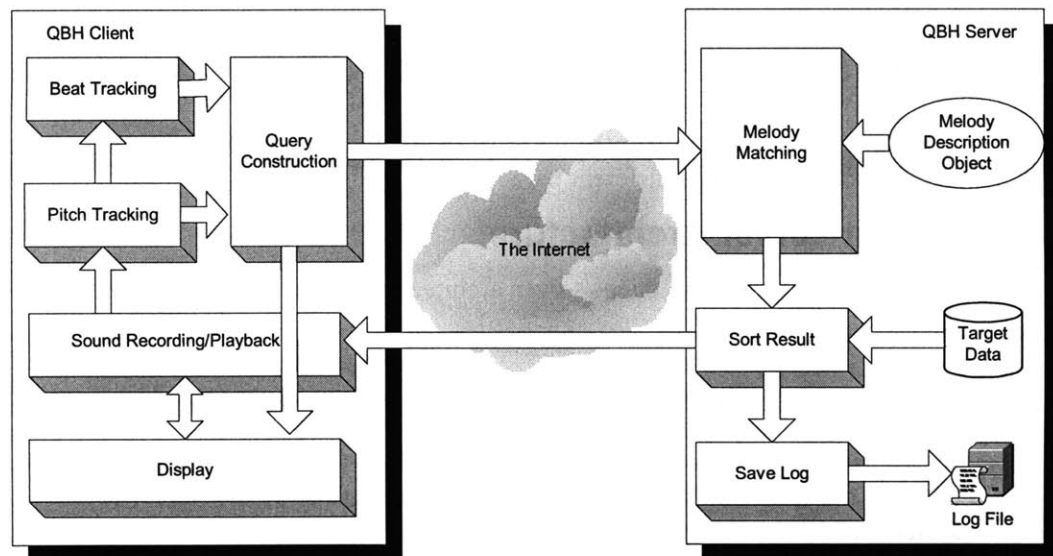 QBH Client
Beat Tracking
Query
Construction
Pitch Tracking
Sound Recording/Playback
Display
The Internet
QBH Server
Melody
Matching
Melody
Description
Object
Sort Result
Target
Data
Save Log
Log File